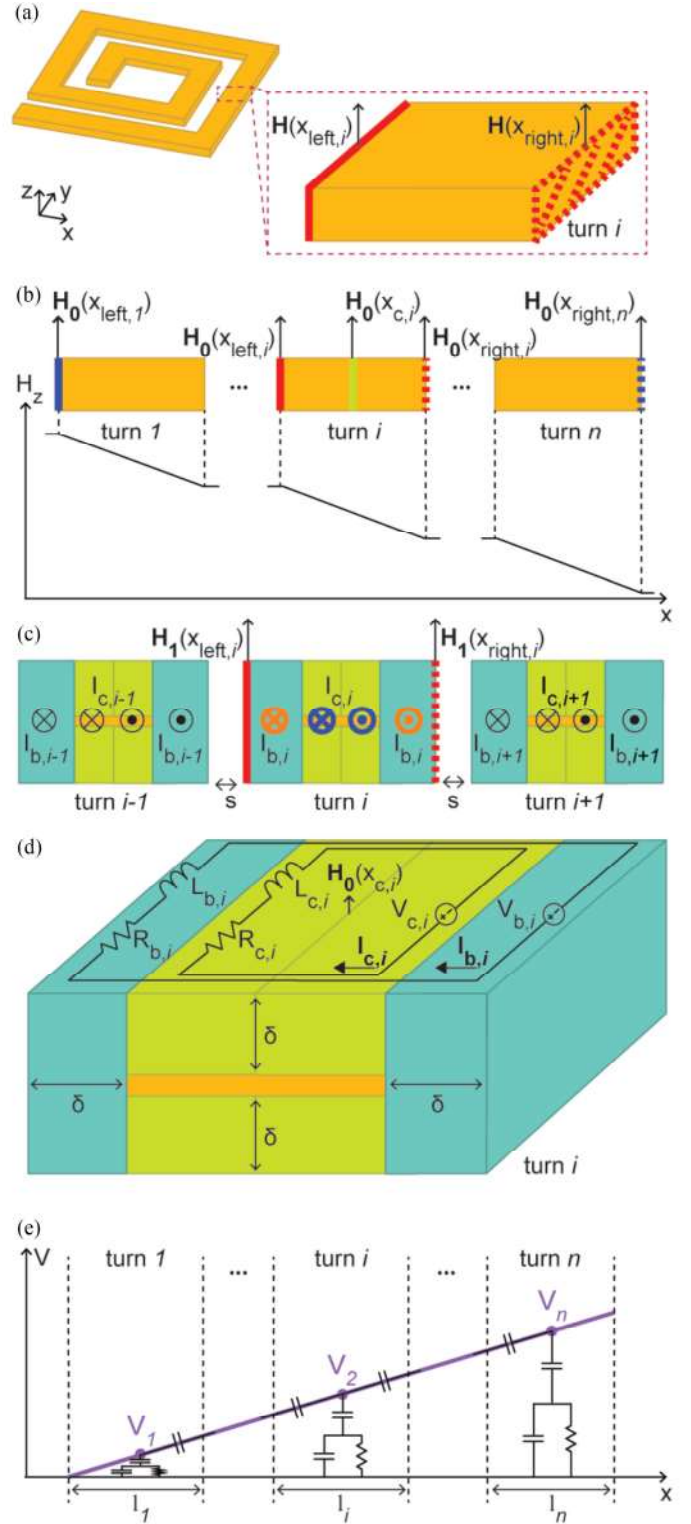 (a)
H(x_left,i)
H(x_right,i)
z
y
x
turn i
(b)
H_0(x_left,1)
H_0(x_c,i)
H_0(x_right,n)
H_0(x_left,i)
H_0(x_right,i)
H_z
...
...
turn 1
turn i
turn n
x
(c)
H_1(x_left,i)
H_1(x_right,i)
I_c,i-1
I_c,i
I_c,i+1
I_b,i-1
I_b,i-1
I_b,i
I_b,i
I_b,i+1
I_b,i+1
turn i-1
s
turn i
s
turn i+1
(d)
L_b,i
L_c,i
H_0(x_c,i)
V_c,i
V_b,i
R_b,i
R_c,i
I_c,i
I_b,i
δ
δ
δ
δ
turn i
(e)
V
turn 1
...
turn i
...
turn n
V_n
V_2
V_1
x
l_1
l_i
l_n